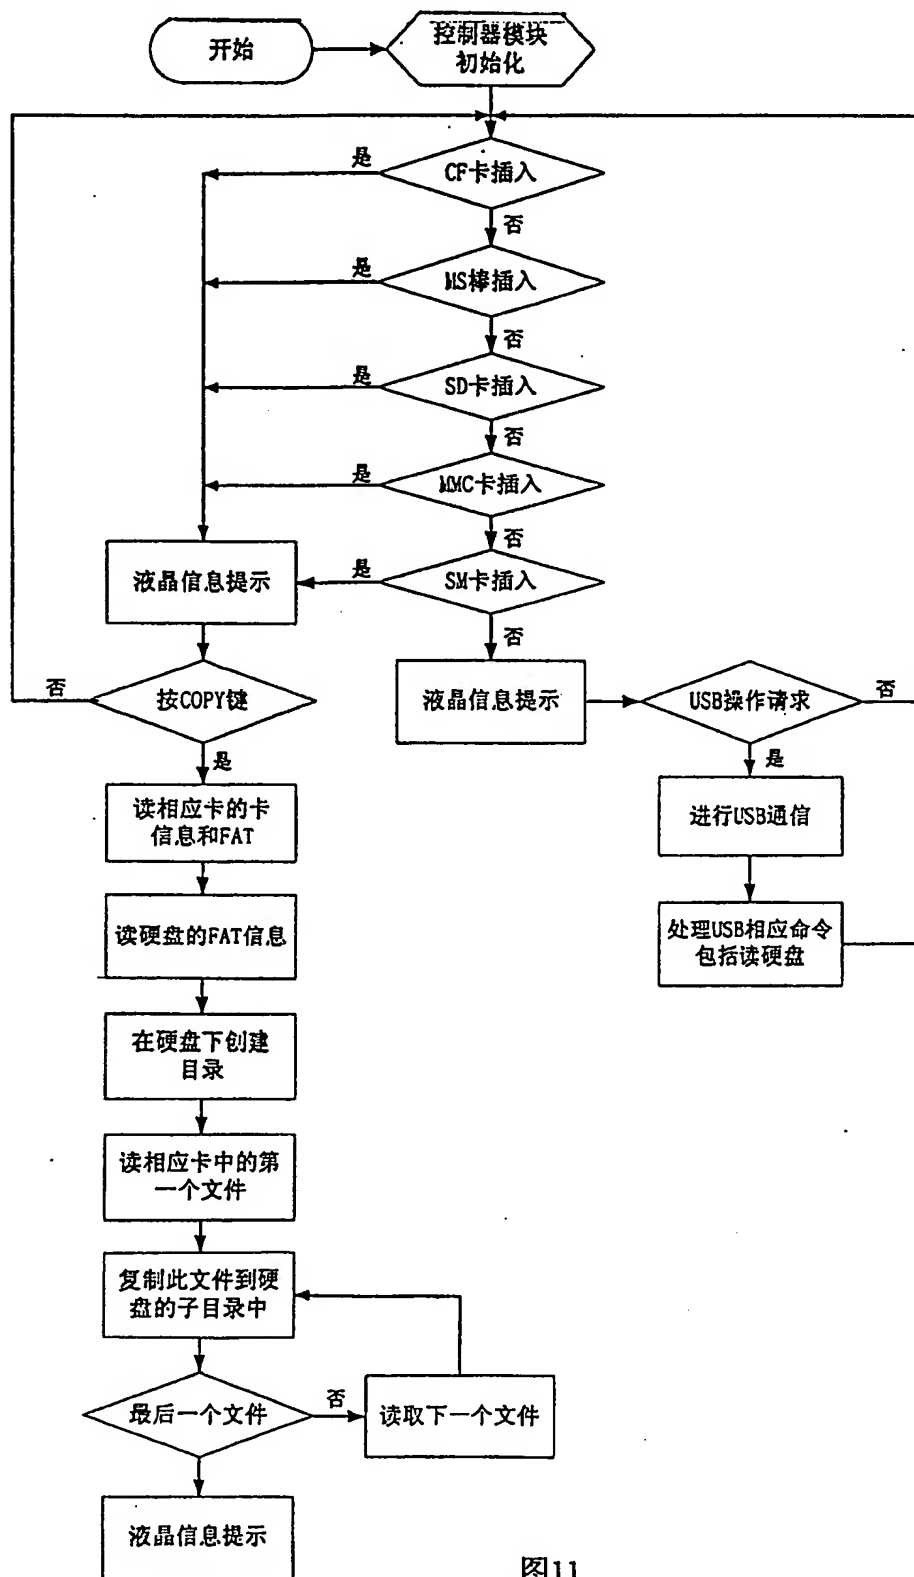 开始
控制器模块
初始化
是
CF卡插入
否
是
MS棒插入
否
是
SD卡插入
否
是
MMC卡插入
否
液晶信息提示
是
SM卡插入
否
否
按COPY键
液晶信息提示
USB操作请求
否
是
是
读相应卡的卡
信息和FAT
进行USB通信
读硬盘的FAT信息
处理USB相应命令
包括读硬盘
在硬盘下创建
目录
读相应卡中的第
一个文件
复制此文件到硬
盘的子目录中
最后一个文件
否
读取下一个文件
液晶信息提示
图11